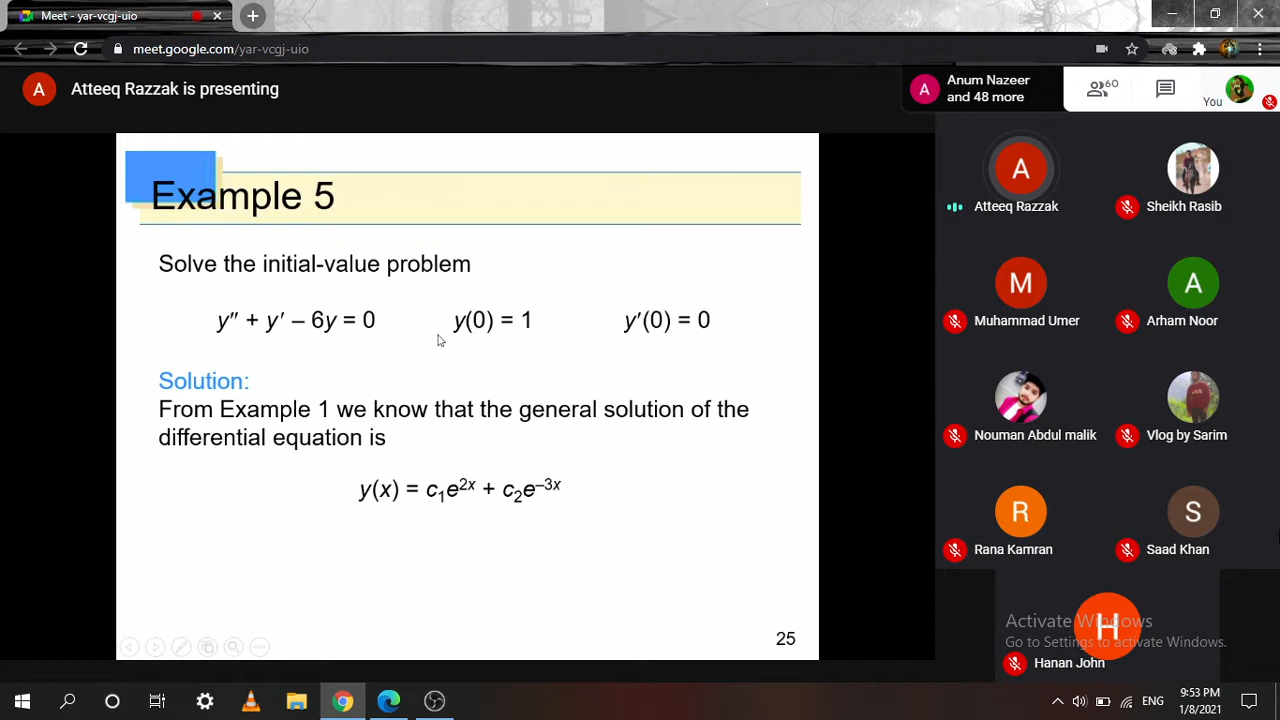 Meet - yar-vcgj-uio
meet.google.com/yar-vcgj-uio
A
Atteeq Razzak is presenting
A
Anum Nazeer
and 48 more
60
You
Example 5
Solve the initial-value problem
y″ + y′ – 6y = 0 y(0) = 1 y′(0) = 0
Solution:
From Example 1 we know that the general solution of the
differential equation is
y(x) = c₁e²ˣ + c₂e⁻³ˣ
25
A
Atteeq Razzak
Sheikh Rasib
M
Muhammad Umer
A
Arham Noor
Nouman Abdul malik
Vlog by Sarim
R
Rana Kamran
S
Saad Khan
H
Hanan John
Activate Windows
Go to Settings to activate Windows.
ENG
9:53 PM
1/8/2021